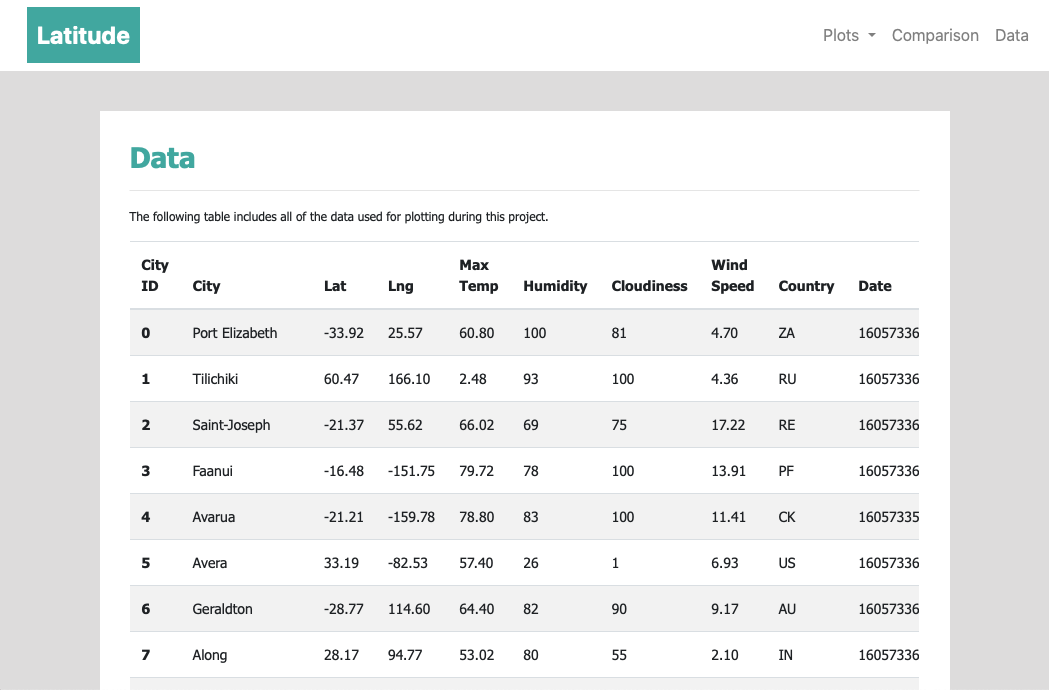 Latitude
Plots Comparison Data
Data
The following table includes all of the data used for plotting during this project.
City ID City Lat Lng Max Temp Humidity Cloudiness Wind Speed Country Date
0 Port Elizabeth -33.92 25.57 60.80 100 81 4.70 ZA 16057336
1 Tilichiki 60.47 166.10 2.48 93 100 4.36 RU 16057336
2 Saint-Joseph -21.37 55.62 66.02 69 75 17.22 RE 16057336
3 Faanui -16.48 -151.75 79.72 78 100 13.91 PF 16057336
4 Avarua -21.21 -159.78 78.80 83 100 11.41 CK 16057335
5 Avera 33.19 -82.53 57.40 26 1 6.93 US 16057336
6 Geraldton -28.77 114.60 64.40 82 90 9.17 AU 16057336
7 Along 28.17 94.77 53.02 80 55 2.10 IN 16057336